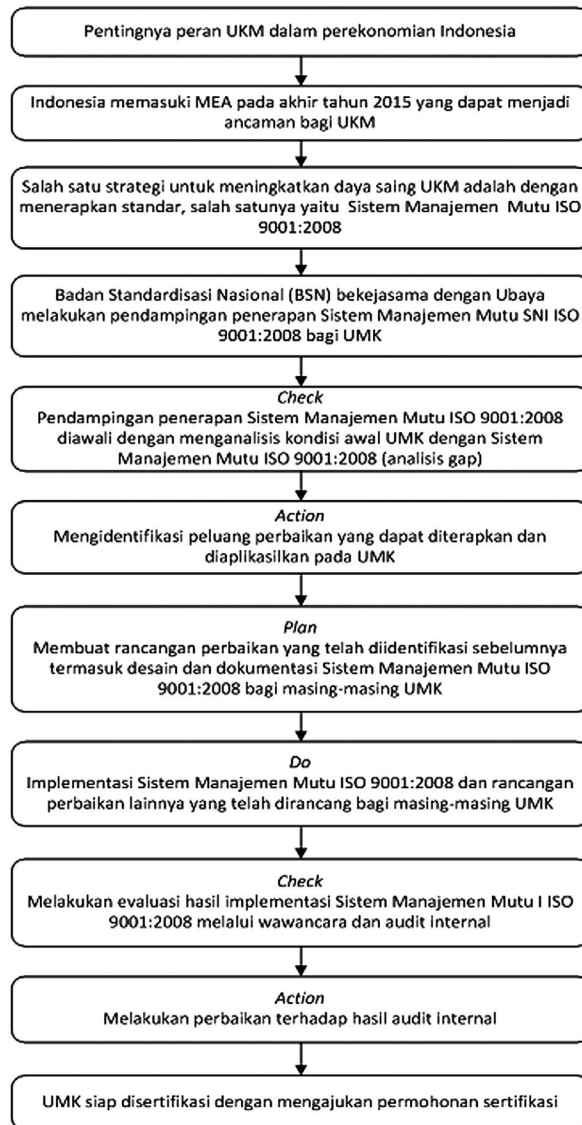 Pentingnya peran UKM dalam perekonomian Indonesia
Indonesia memasuki MEA pada akhir tahun 2015 yang dapat menjadi
ancaman bagi UKM
Salah satu strategi untuk meningkatkan daya saing UKM adalah dengan
menerapkan standar, salah satunya yaitu Sistem Manajemen Mutu ISO
9001:2008
Badan Standardisasi Nasional (BSN) bekejasama dengan Ubaya
melakukan pendampingan penerapan Sistem Manajemen Mutu SNI ISO
9001:2008 bagi UMK
Check
Pendampingan penerapan Sistem Manajemen Mutu ISO 9001:2008
diawali dengan menganalisis kondisi awal UMK dengan Sistem
Manajemen Mutu ISO 9001:2008 (analisis gap)
Action
Mengidentifikasi peluang perbaikan yang dapat diterapkan dan
diaplikasilkan pada UMK
Plan
Membuat rancangan perbaikan yang telah diidentifikasi sebelumnya
termasuk desain dan dokumentasi Sistem Manajemen Mutu ISO
9001:2008 bagi masing-masing UMK
Do
Implementasi Sistem Manajemen Mutu ISO 9001:2008 dan rancangan
perbaikan lainnya yang telah dirancang bagi masing-masing UMK
Check
Melakukan evaluasi hasil implementasi Sistem Manajemen Mutu I ISO
9001:2008 melalui wawancara dan audit internal
Action
Melakukan perbaikan terhadap hasil audit internal
UMK siap disertifikasi dengan mengajukan permohonan sertifikasi